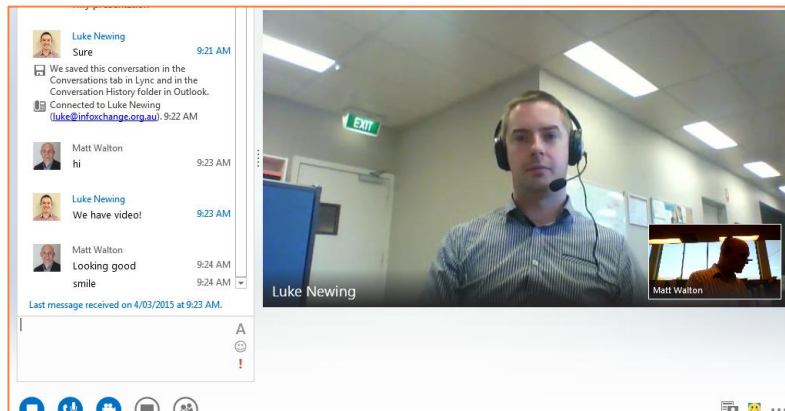 Luke Newing
Sure 9:21 AM
We saved this conversation in the
Conversations tab in Lync and in the
Conversation History folder in Outlook.
Connected to Luke Newing
(luke@infoxchange.org.au). 9:22 AM
Matt Walton
hi 9:23 AM
Luke Newing
We have video! 9:23 AM
Matt Walton
Looking good 9:24 AM
smile 9:24 AM
Last message received on 4/03/2015 at 9:23 AM.
A
!
EXIT
Luke Newing
Matt Walton